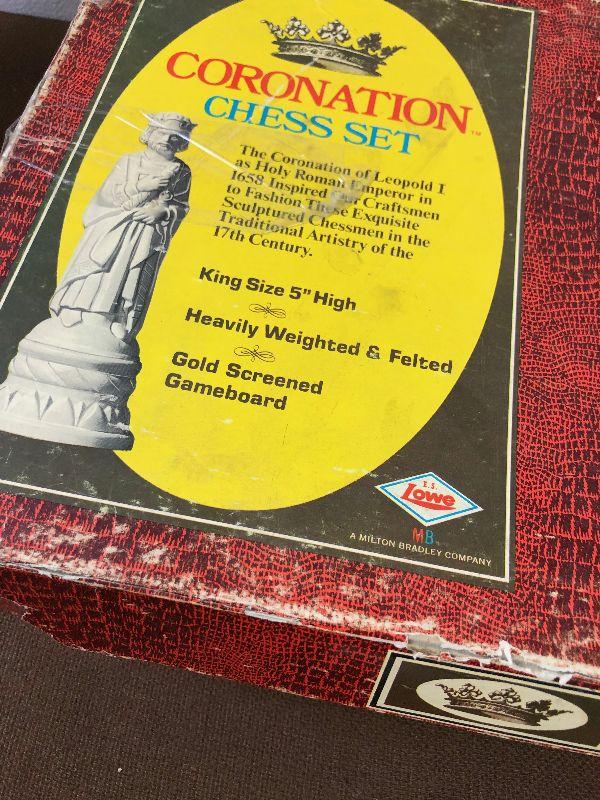 CORONATION™
CHESS SET
The Coronation of Leopold I
as Holy Roman Emperor in
1658 Inspired Our Craftsmen
to Fashion These Exquisite
Sculptured Chessmen in the
Traditional Artistry of the
17th Century.
King Size 5" High
Heavily Weighted & Felted
Gold Screened
Gameboard
E.S.
Lowe
MB
A MILTON BRADLEY COMPANY